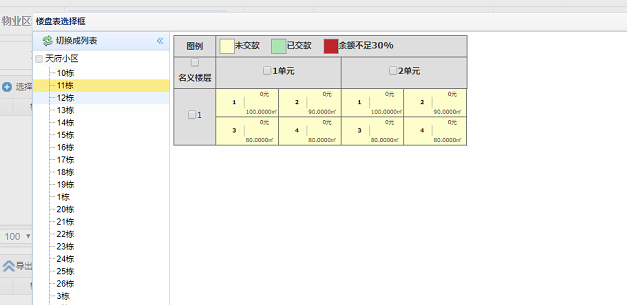 物业区
楼盘表选择框
切换成列表
选择
天府小区
10栋
11栋
12栋
13栋
14栋
15栋
16栋
17栋
18栋
19栋
1栋
20栋
21栋
22栋
23栋
24栋
25栋
26栋
3栋
100
导出
图例 未交款 已交款 余额不足30%
名义楼层 1单元 2单元
1
0元 0元 0元 0元
1 2 1 2
100.0000㎡ 90.0000㎡ 100.0000㎡ 90.0000㎡
0元 0元 0元 0元
3 4 3 4
80.0000㎡ 80.0000㎡ 80.0000㎡ 80.0000㎡